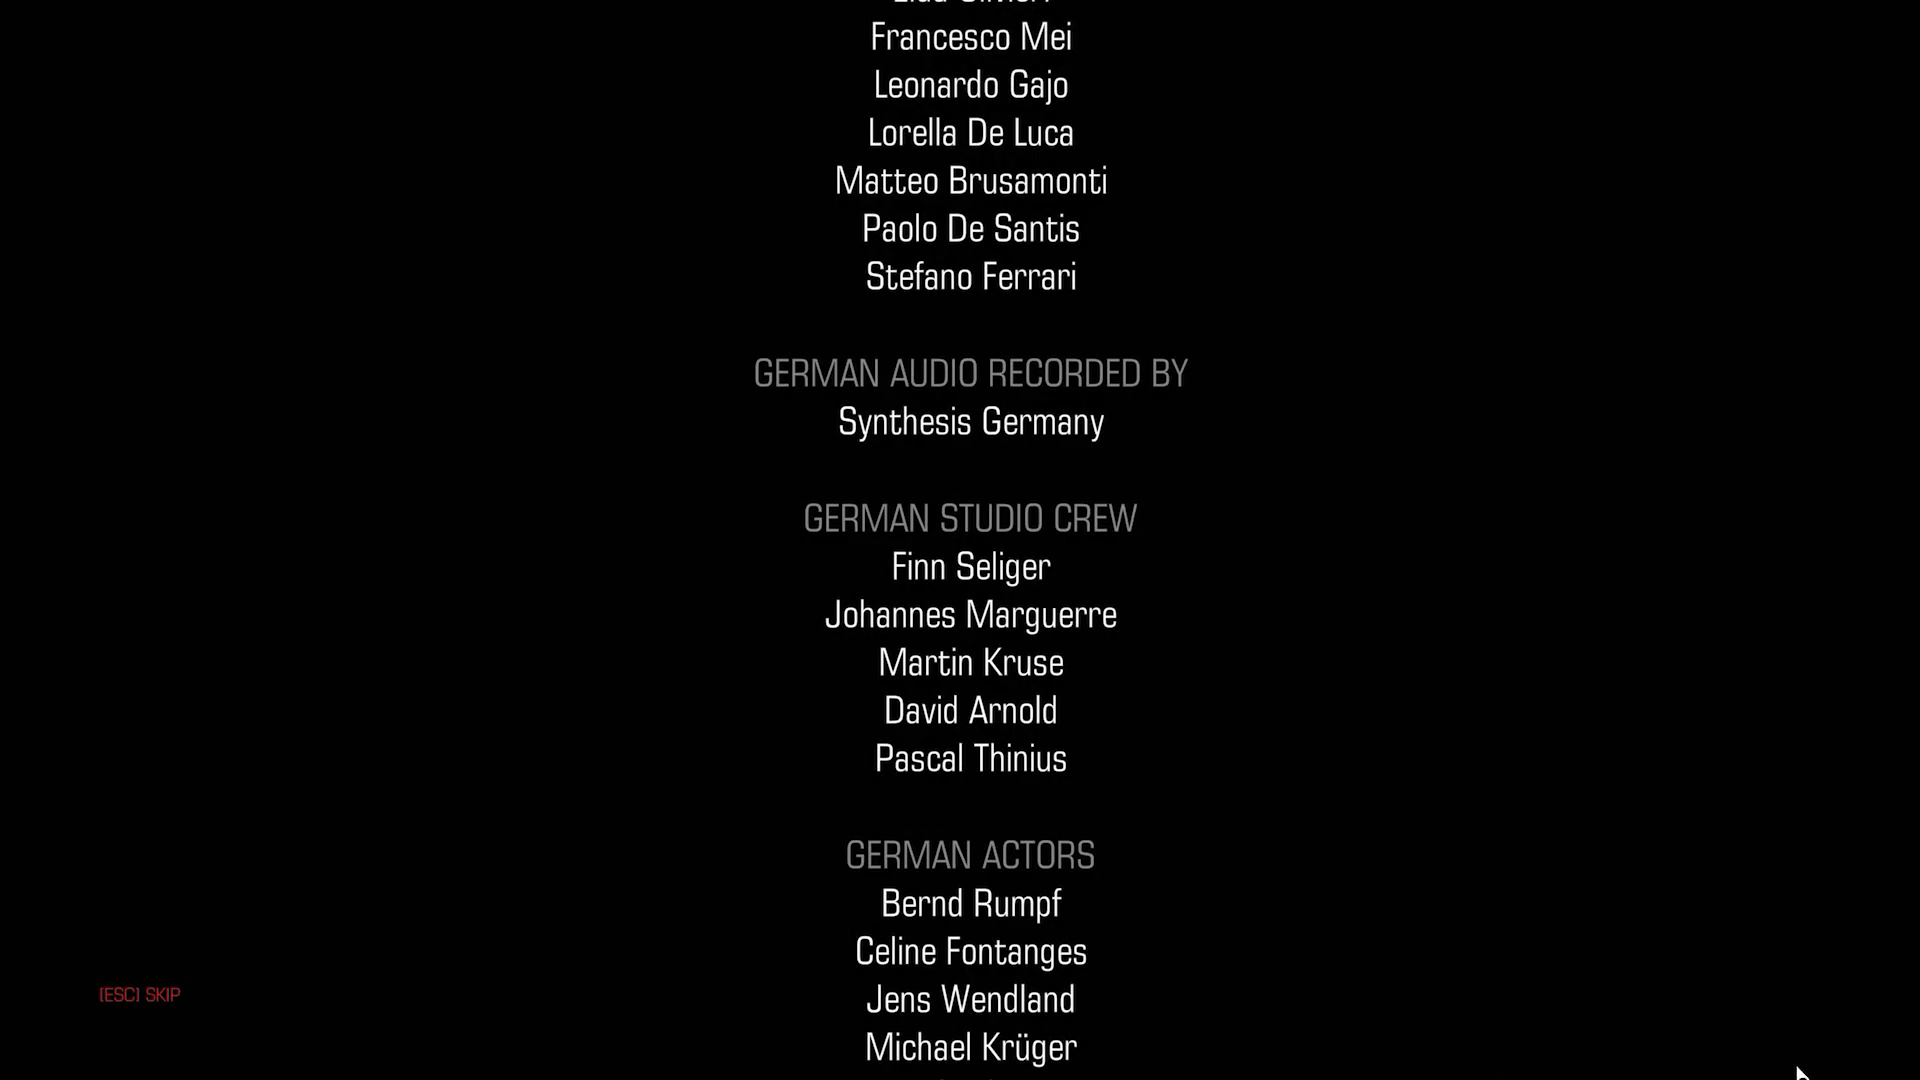 Francesco Mei
Leonardo Gajo
Lorella De Luca
Matteo Brusamonti
Paolo De Santis
Stefano Ferrari
GERMAN AUDIO RECORDED BY
Synthesis Germany
GERMAN STUDIO CREW
Finn Seliger
Johannes Marguerre
Martin Kruse
David Arnold
Pascal Thinius
GERMAN ACTORS
Bernd Rumpf
Celine Fontanges
[ESC] SKIP
Jens Wendland
Michael Krüger